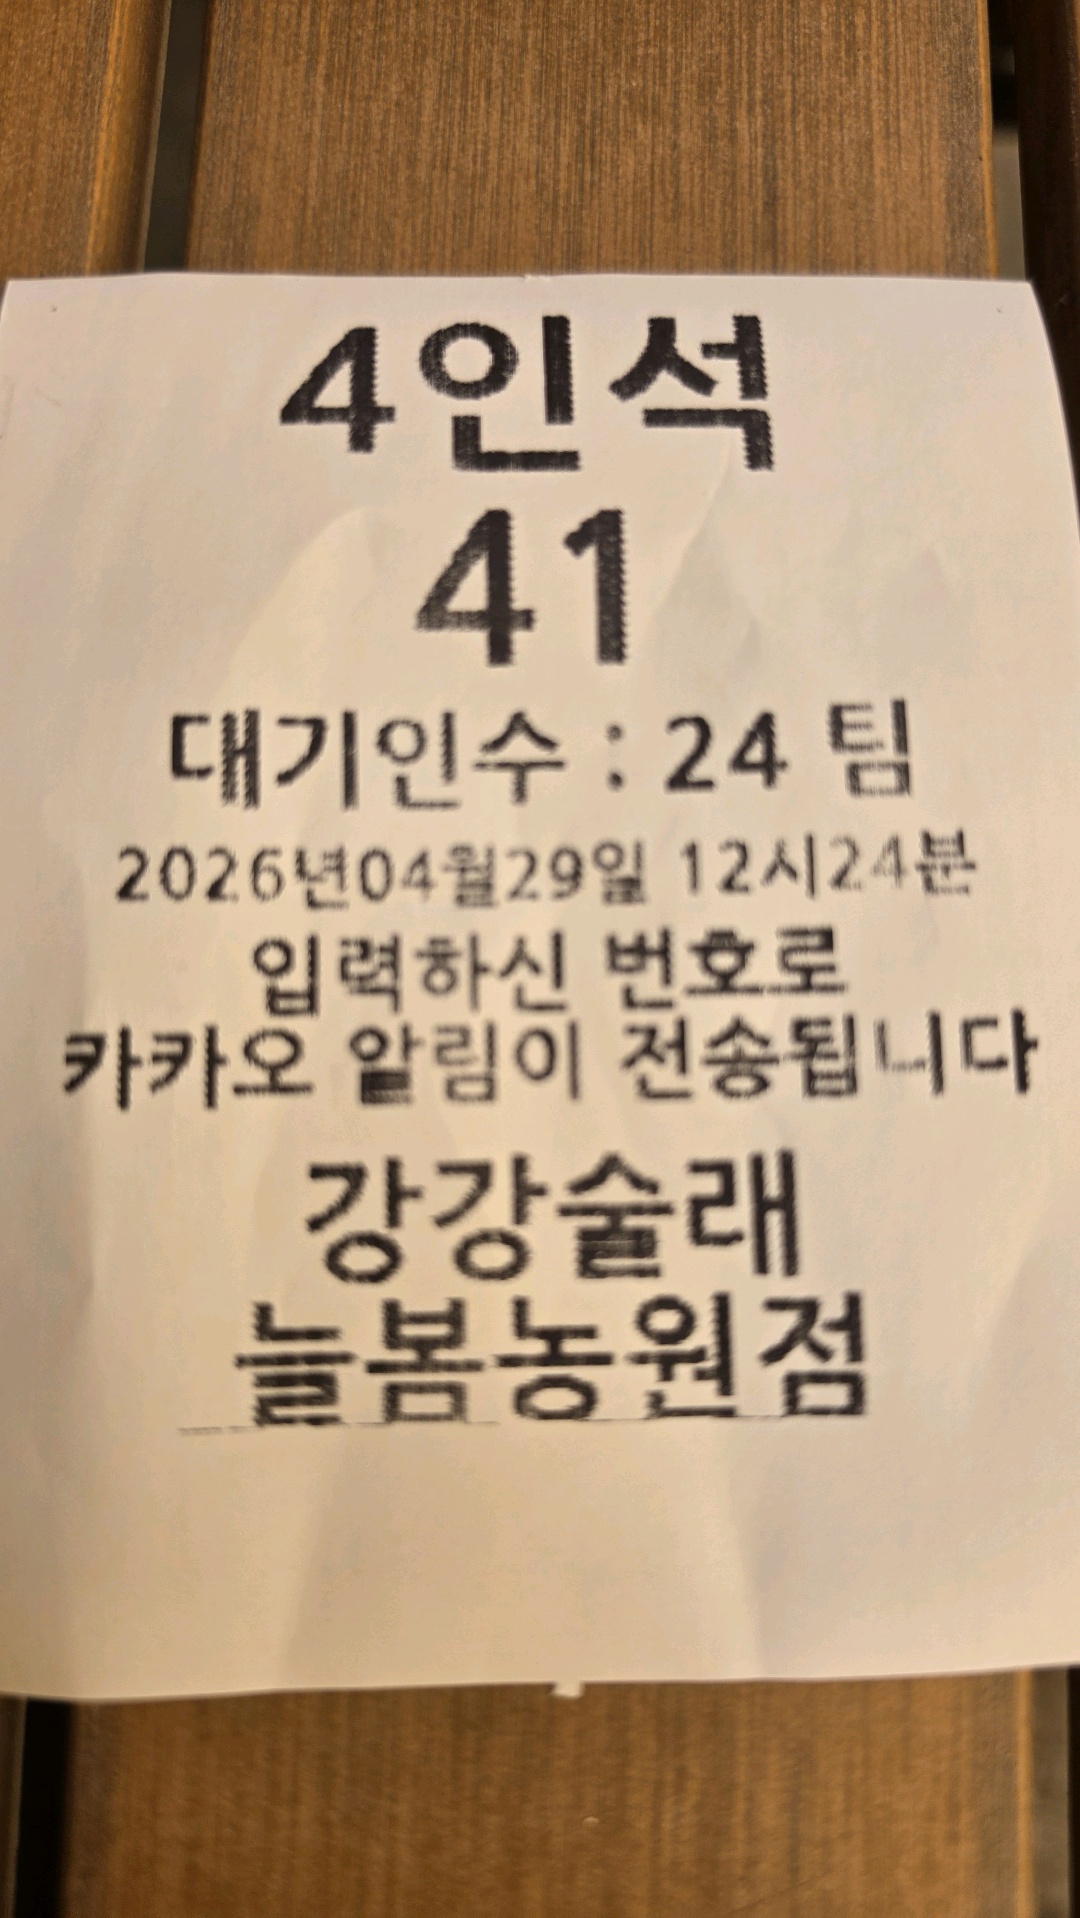 4인석
41
대기인수 : 24 팀
2026년04월29일 12시24분
입력하신 번호로
카카오 알림이 전송됩니다
강강술래
늘봄농원점